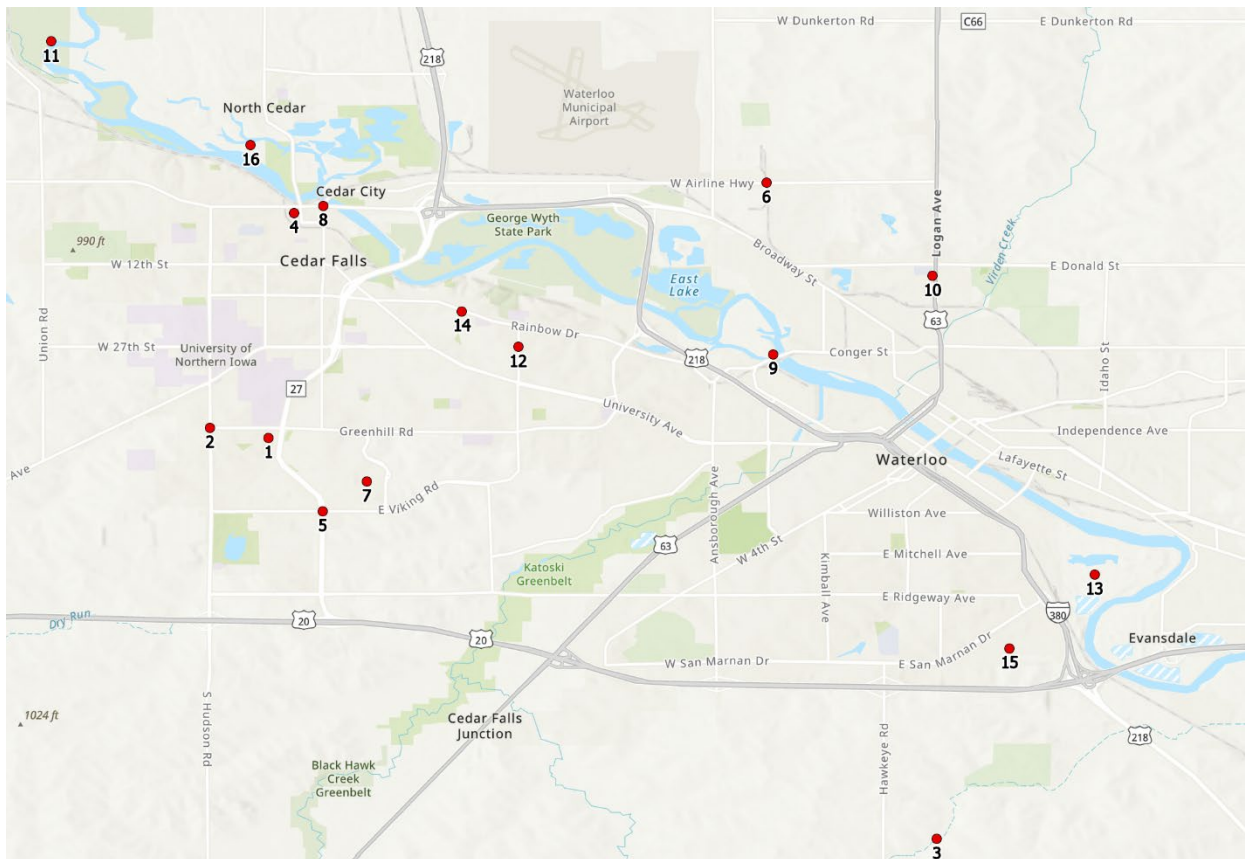 W Dunkerton Rd
C66
E Dunkerton Rd
11
218
North Cedar
Waterloo
Municipal
Airport
16
Cedar City
W Airline Hwy
6
4
8
George Wyth
State Park
Logan Ave
Virden Creek
990 ft
Cedar Falls
W 12th St
Broadway St
E Donald St
East
Lake
10
Union Rd
14
Rainbow Dr
63
W 27th St
University of
Northern Iowa
12
218
9
Conger St
Idaho St
27
University Ave
2
1
Greenhill Rd
Independence Ave
Ave
Waterloo
Lafayette St
7
E Viking Rd
5
Ansborough Ave
Williston Ave
W 4th St
63
Kimball Ave
E Mitchell Ave
Katoski
Greenbelt
13
E Ridgeway Ave
Dry Run
20
20
380
Evansdale
W San Marnan Dr
E San Marnan Dr
15
S Hudson Rd
1024 ft
Cedar Falls
Junction
Hawkeye Rd
218
Black Hawk
Creek
Greenbelt
3